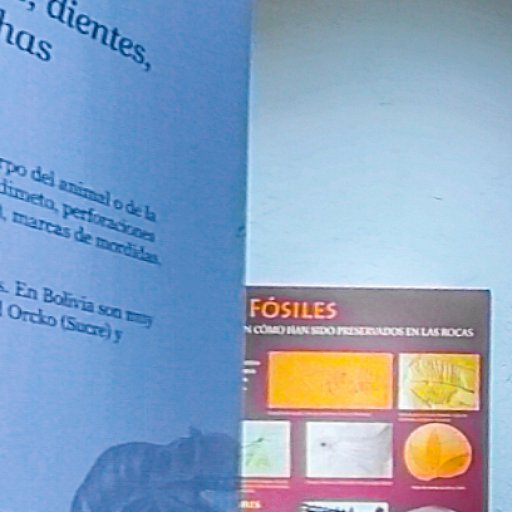 dientes,
has
rpo del animal o de la
dimeto, perforaciones
marcas de mordidas,
s. En Bolivia son muy
l Orcko (Sucre) y
FÓSILES
N CÓMO HAN SIDO PRESERVADOS EN LAS ROCAS